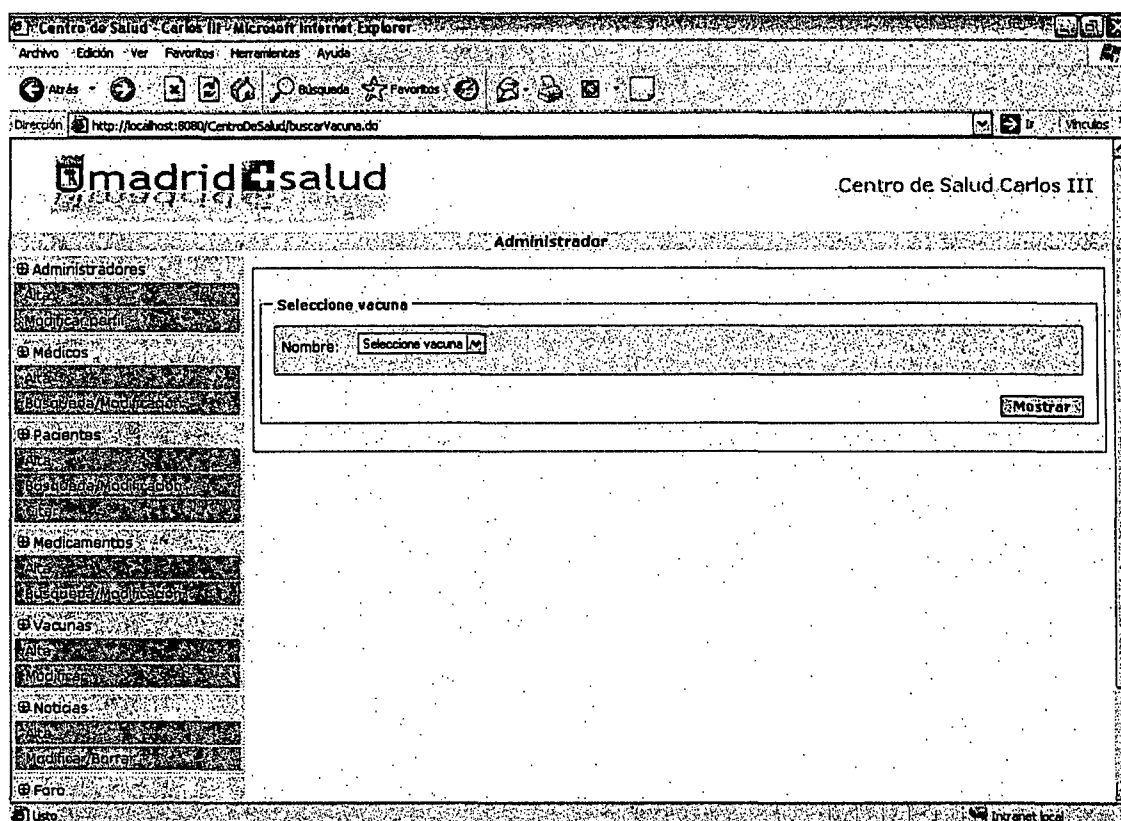 Centro de Salud - Carlos III - Microsoft Internet Explorer
Archivo Edición Ver Favoritos Herramientas Ayuda
Atrás Búsqueda Favoritos
Dirección http://localhost:8080/CentroDeSalud/buscarVacuna.do Ir Vínculos
madrid salud
Centro de Salud Carlos III
Administrador
Administradores
Alta
Modificar perfil
Médicos
Alta
Búsqueda/Modificación
Pacientes
Alta
Búsqueda/Modificación
Citar
Medicamentos
Alta
Búsqueda/Modificación
Vacunas
Alta
Modificar
Noticias
Alta
Modificar/Borrar
Foro
Seleccione vacuna
Nombre: Seleccione vacuna
Mostrar
Listo Intranet local